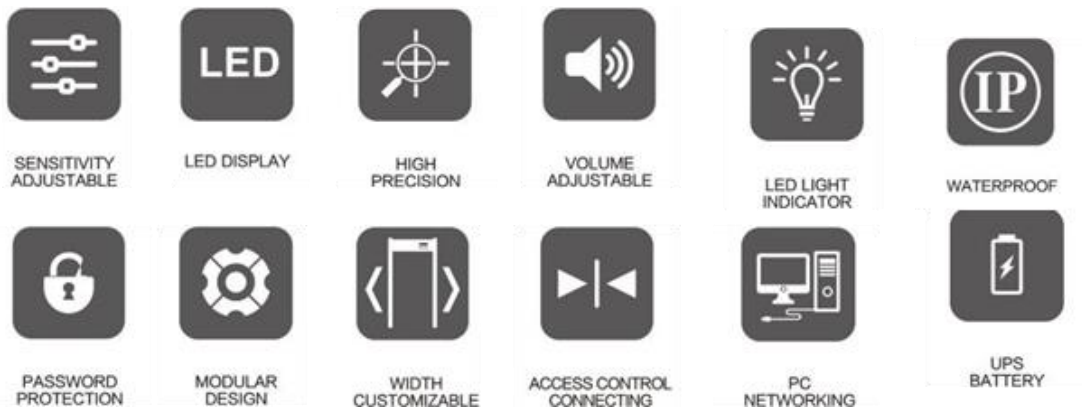 LED
IP
SENSITIVITY
ADJUSTABLE
LED DISPLAY
HIGH
PRECISION
VOLUME
ADJUSTABLE
LED LIGHT
INDICATOR
WATERPROOF
PASSWORD
PROTECTION
MODULAR
DESIGN
WIDTH
CUSTOMIZABLE
ACCESS CONTROL
CONNECTING
PC
NETWORKING
UPS
BATTERY